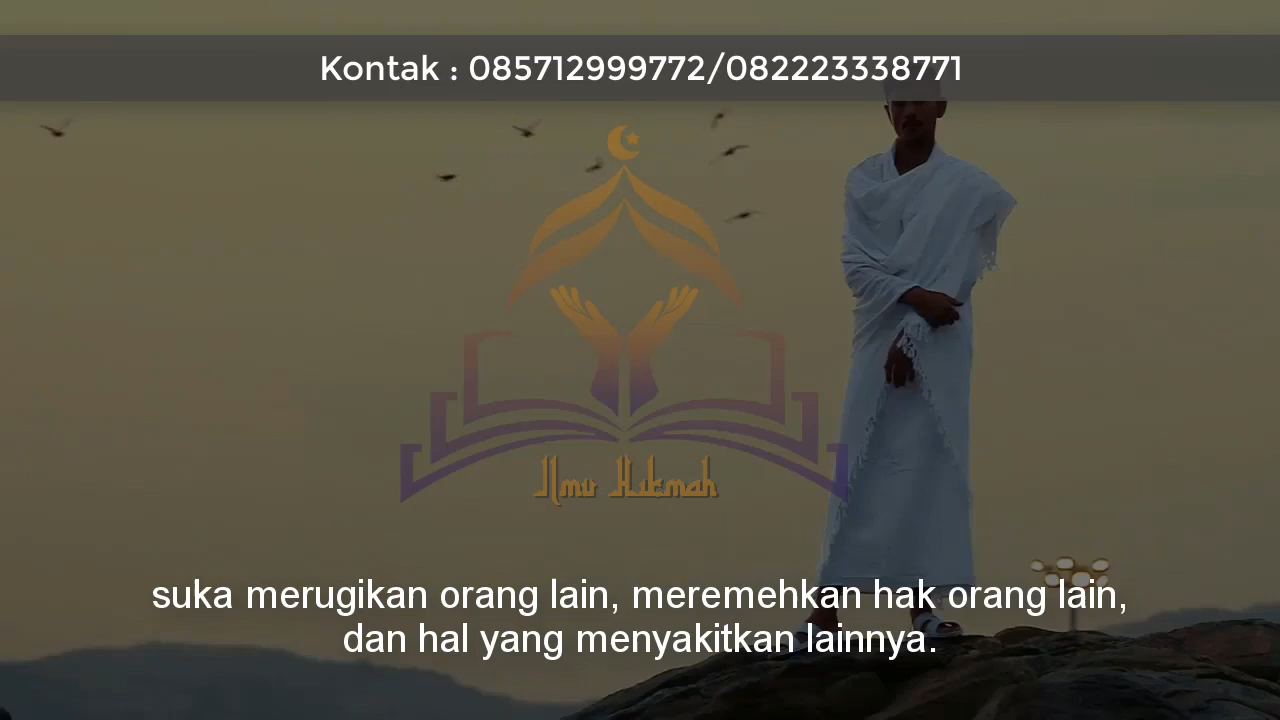 Kontak : 085712999772/082223338771
Ilmu Hikmah
suka merugikan orang lain, meremehkan hak orang lain,
dan hal yang menyakitkan lainnya.